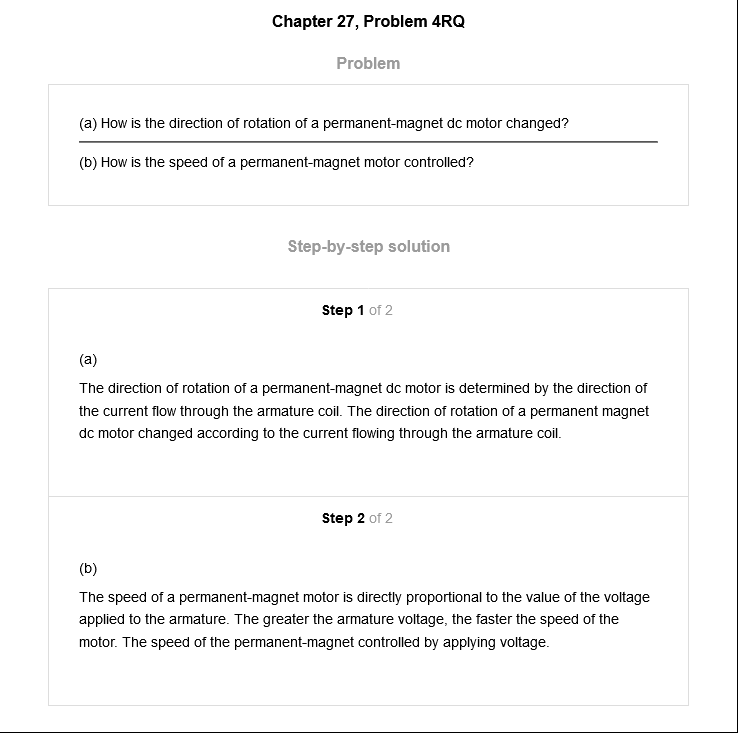 Chapter 27, Problem 4RQ
Problem
(a) How is the direction of rotation of a permanent-magnet dc motor changed?
(b) How is the speed of a permanent-magnet motor controlled?
Step-by-step solution
Step 1 of 2
(a)
The direction of rotation of a permanent-magnet dc motor is determined by the direction of
the current flow through the armature coil. The direction of rotation of a permanent magnet
dc motor changed according to the current flowing through the armature coil.
Step 2 of 2
(b)
The speed of a permanent-magnet motor is directly proportional to the value of the voltage
applied to the armature. The greater the armature voltage, the faster the speed of the
motor. The speed of the permanent-magnet controlled by applying voltage.